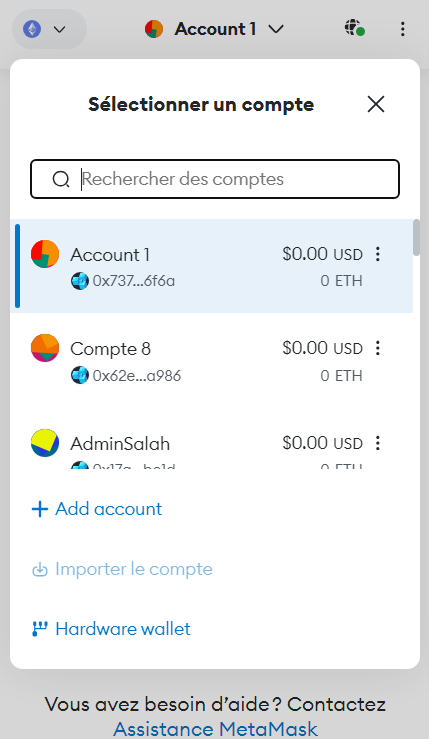 Account 1
Sélectionner un compte
Rechercher des comptes
Account 1 $0.00 USD
0x737...6f6a 0 ETH
Compte 8 $0.00 USD
0x62e...a986 0 ETH
AdminSalah $0.00 USD
0 ETH
Add account
Importer le compte
Hardware wallet
Vous avez besoin d'aide ? Contactez
Assistance MetaMask